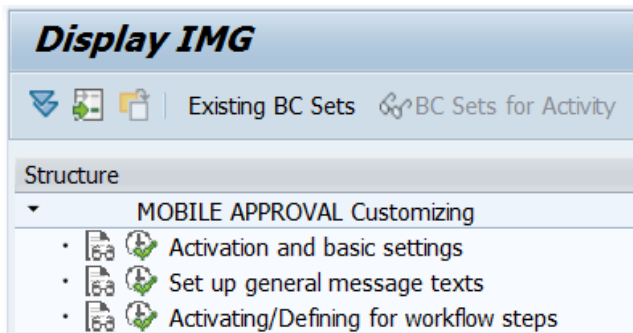 Display IMG
Existing BC Sets BC Sets for Activity
Structure
MOBILE APPROVAL Customizing
Activation and basic settings
Set up general message texts
Activating/Defining for workflow steps